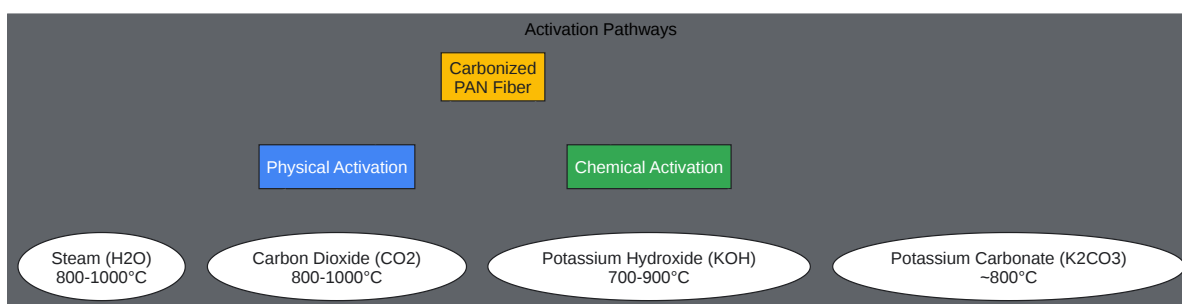 Activation Pathways
Carbonized
PAN Fiber
Physical Activation
Chemical Activation
Steam (H2O)
800-1000°C
Carbon Dioxide (CO2)
800-1000°C
Potassium Hydroxide (KOH)
700-900°C
Potassium Carbonate (K2CO3)
~800°C